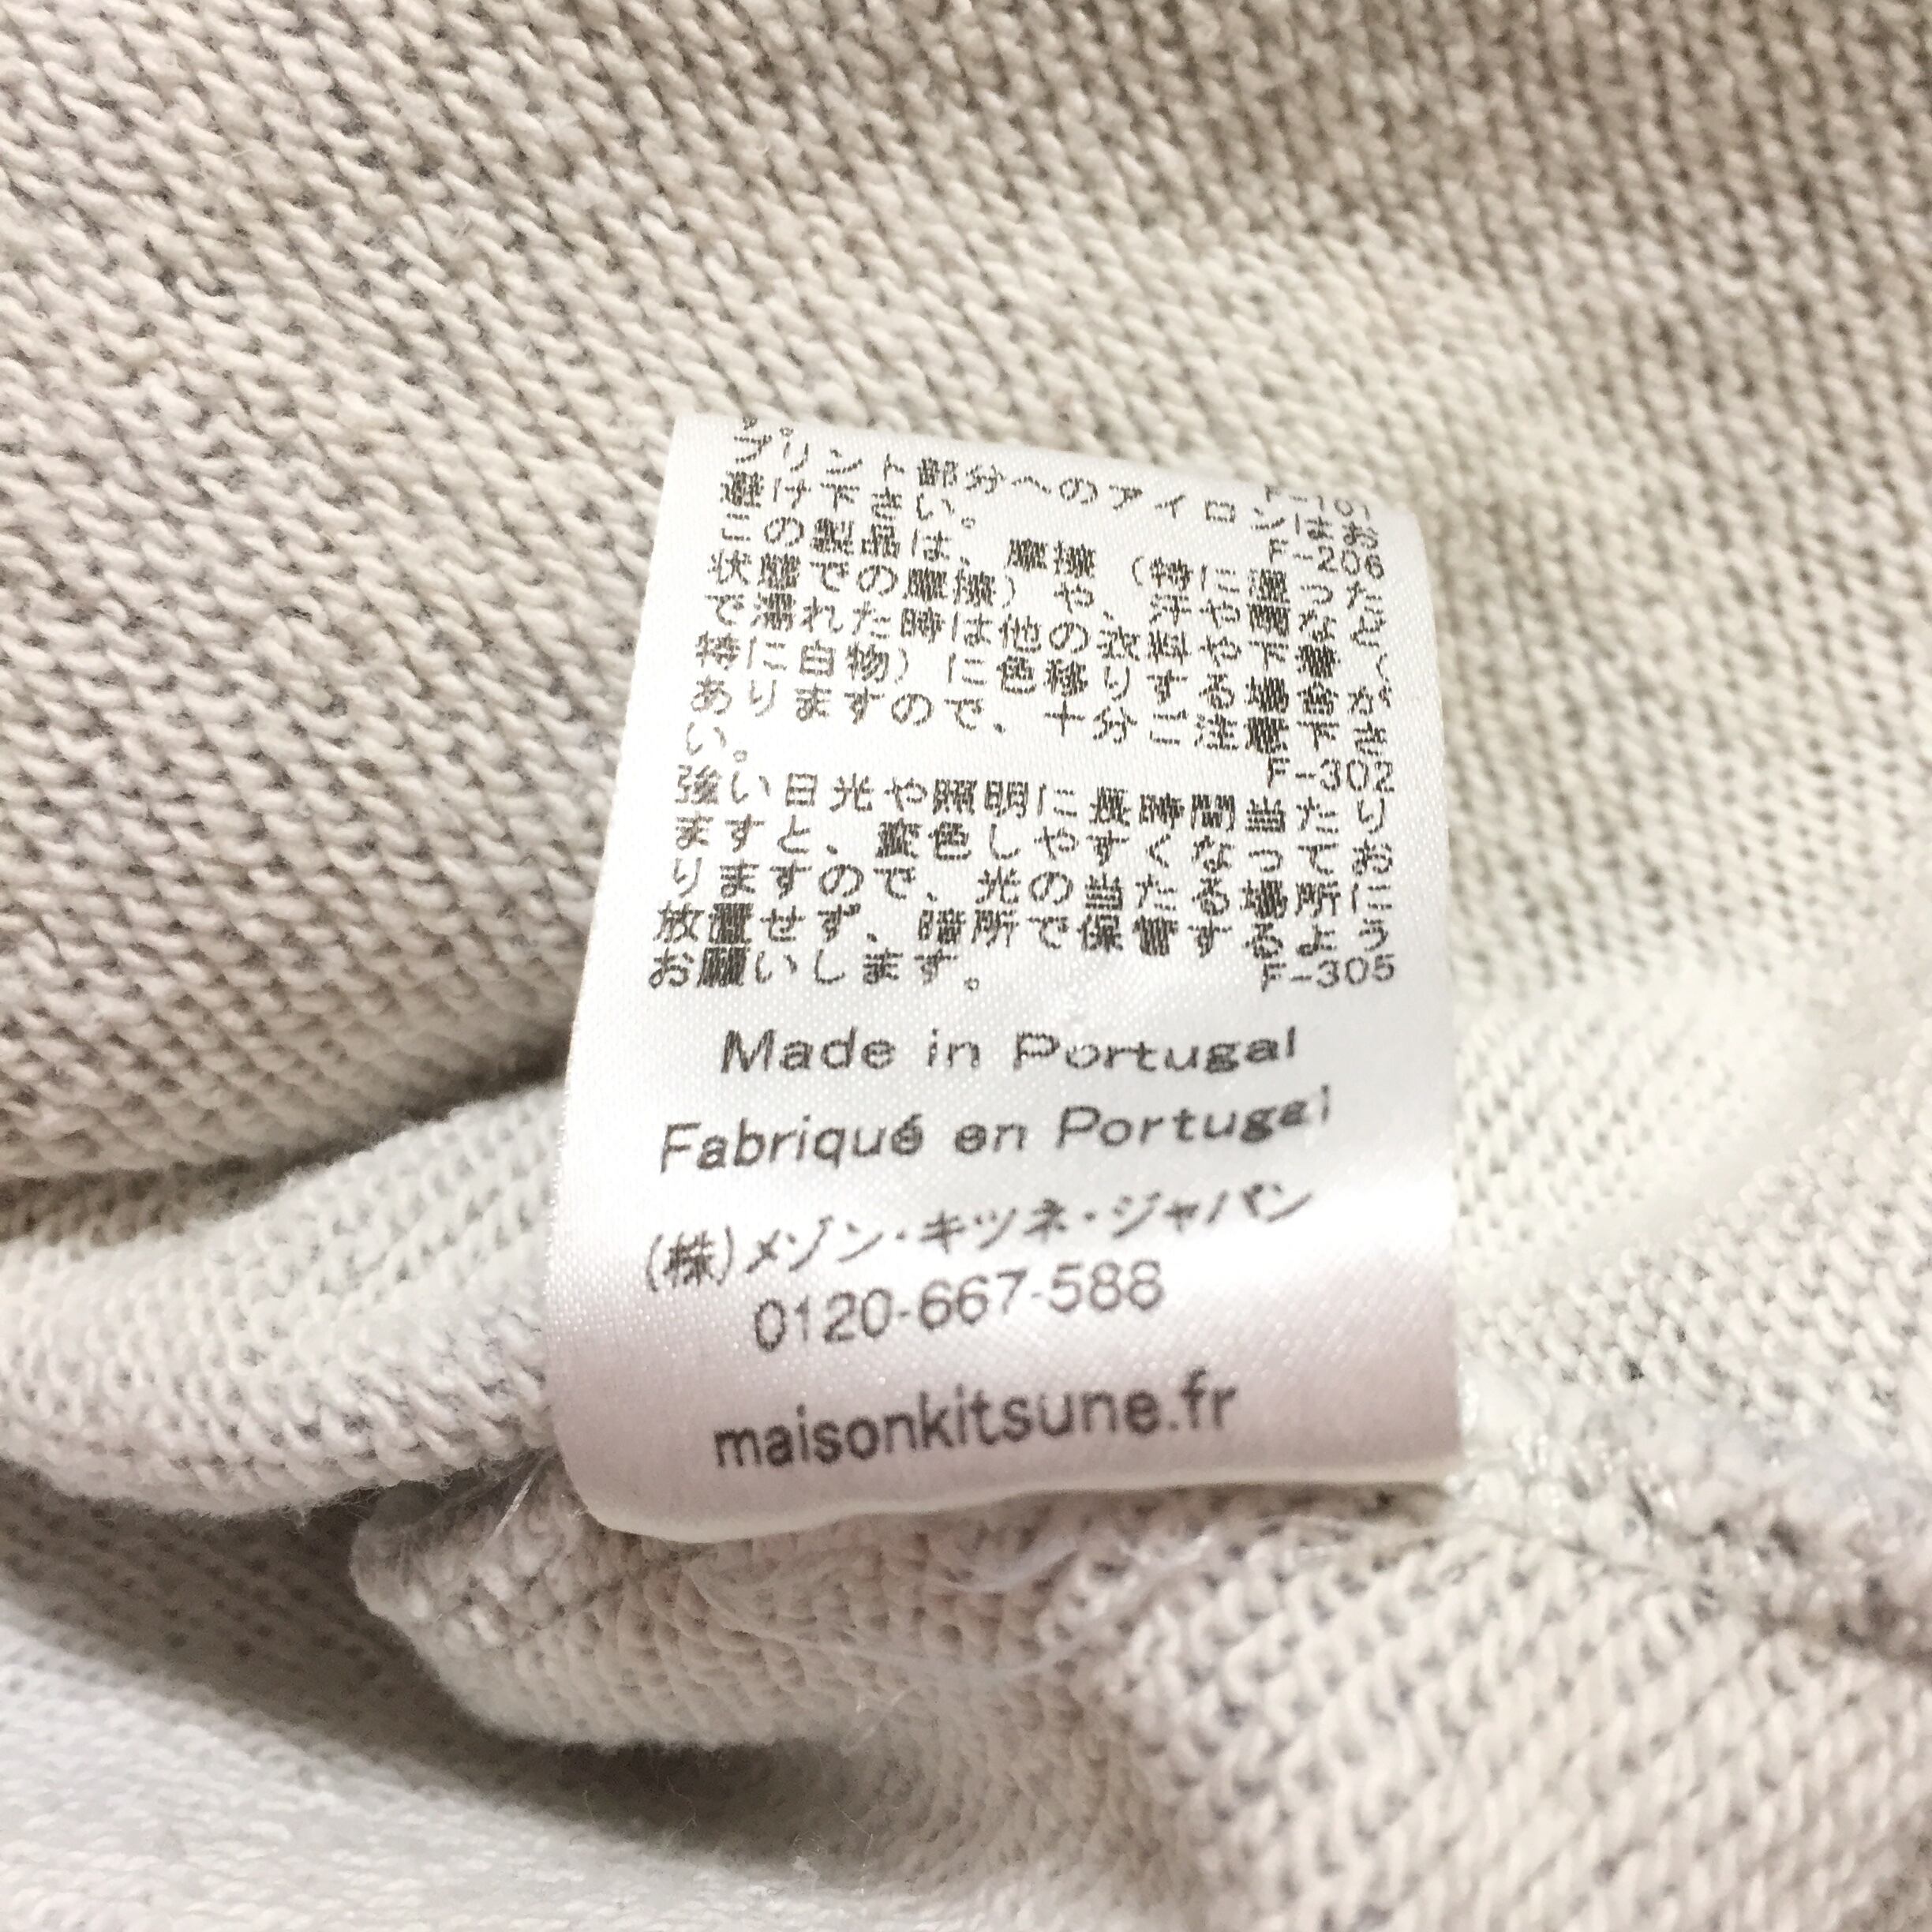 F-101
プリント部分へのアイロンはお
避け下さい。 F-206
この製品は、摩擦（特に湿った
状態での摩擦）や、汗や雨など
で濡れた時は他の衣料や下着く
特に白物）に色移りする場合が
ありますので、十分ご注意下さ
い。 F-302
強い日光や照明に長時間当たり
ますと、変色しやすくなってお
りますので、光の当たる場所に
放置せず、暗所で保管するよう
お願いします。 F-305
Made in Portugal
Fabriqué en Portugal
(株)メゾン・キツネ・ジャパン
0120-667-588
maisonkitsune.fr